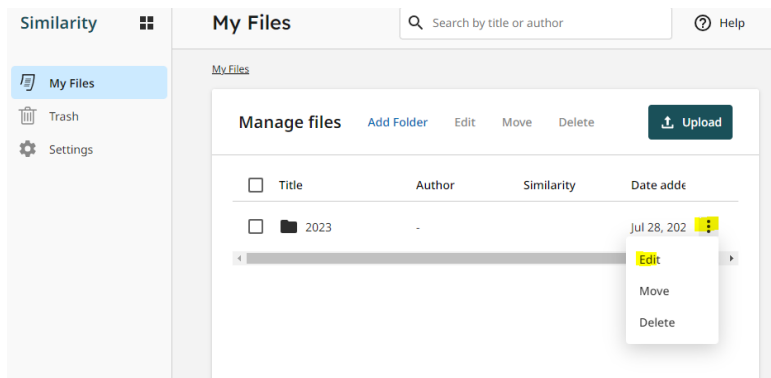 Similarity
My Files
Search by title or author
Help
My Files
Trash
Settings
My Files
Manage files
Add Folder
Edit
Move
Delete
Upload
Title
Author
Similarity
Date adde
2023
-
Jul 28, 202
Edit
Move
Delete